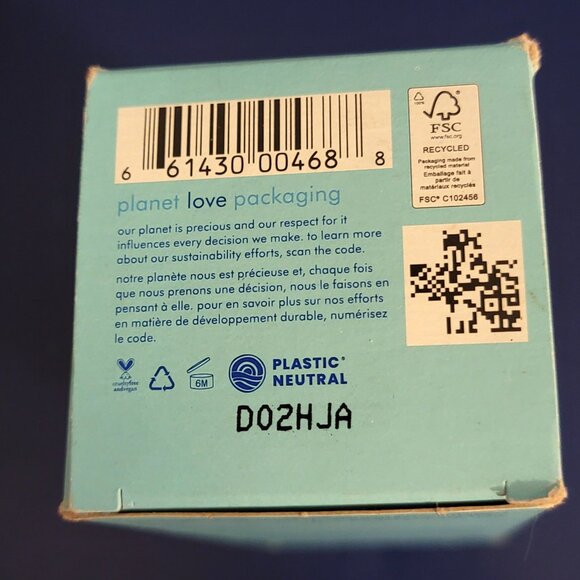 6 61430 00468 8
100%
FSC
www.fsc.org
RECYCLED
Packaging made from
recycled material
Emballage fait à
partir de
matériaux recyclés
FSC® C102456
planet love packaging
our planet is precious and our respect for it
influences every decision we make. to learn more
about our sustainability efforts, scan the code.
notre planète nous est précieuse et, chaque fois
que nous prenons une décision, nous le faisons en
pensant à elle. pour en savoir plus sur nos efforts
en matière de développement durable, numérisez
le code.
crueltyfree
andvegan
6M
PLASTIC
NEUTRAL
D02HJA